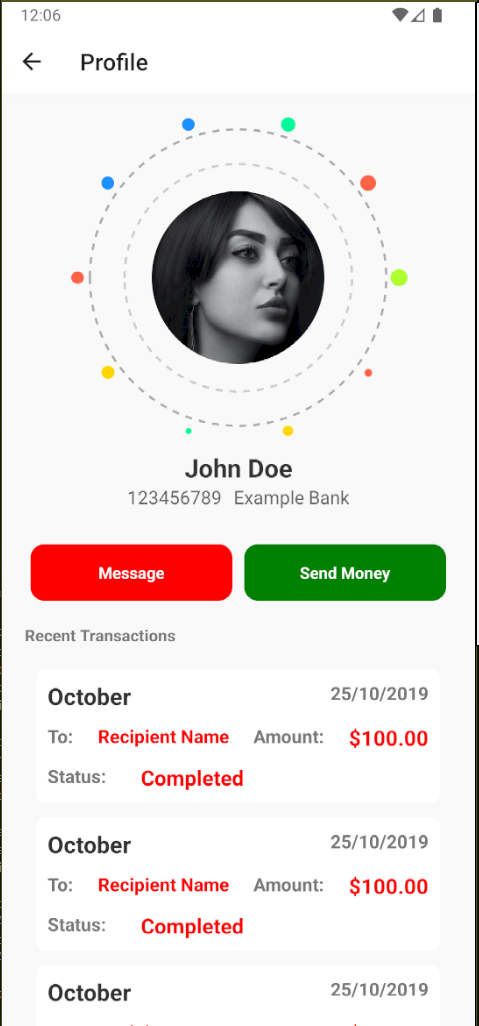 12:06
Profile
John Doe
123456789 Example Bank
Message Send Money
Recent Transactions
October 25/10/2019
To: Recipient Name Amount: $100.00
Status: Completed
October 25/10/2019
To: Recipient Name Amount: $100.00
Status: Completed
October 25/10/2019